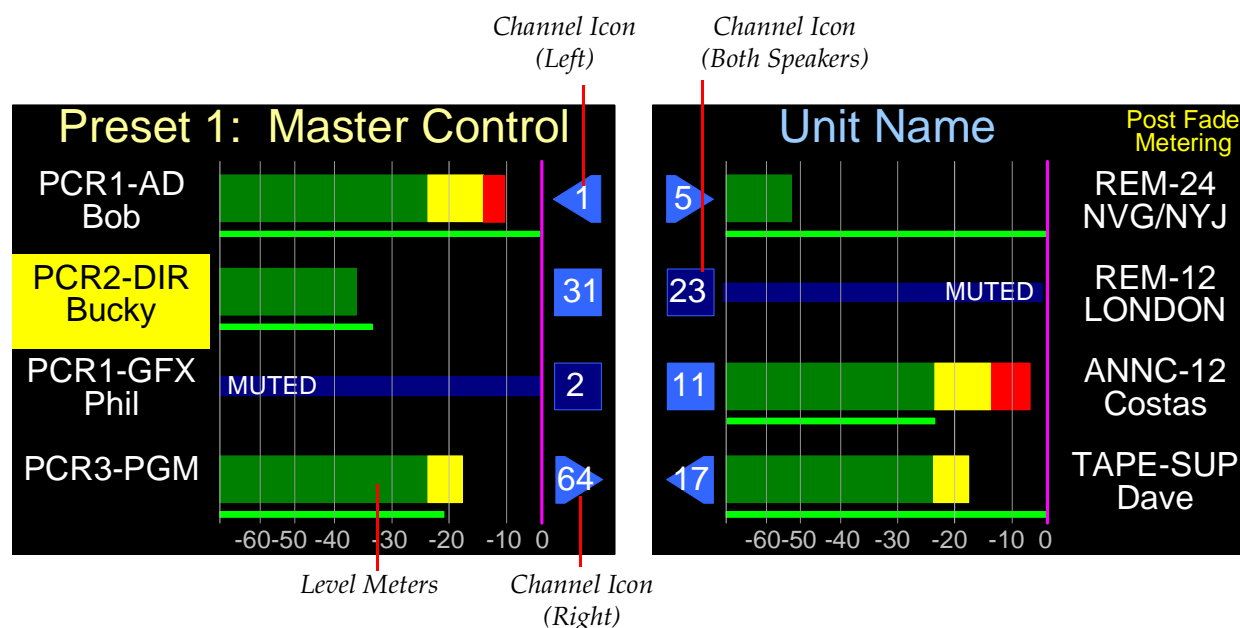 Channel Icon
(Left)
Channel Icon
(Both Speakers)
Preset 1: Master Control
PCR1-AD
Bob
1
PCR2-DIR
Bucky
31
PCR1-GFX
Phil
MUTED
2
PCR3-PGM
64
-60 -50 -40 -30 -20 -10 0
Unit Name
Post Fade
Metering
5
REM-24
NVG/NYJ
23
MUTED
REM-12
LONDON
11
ANNC-12
Costas
17
TAPE-SUP
Dave
-60 -50 -40 -30 -20 -10 0
Level Meters
Channel Icon
(Right)